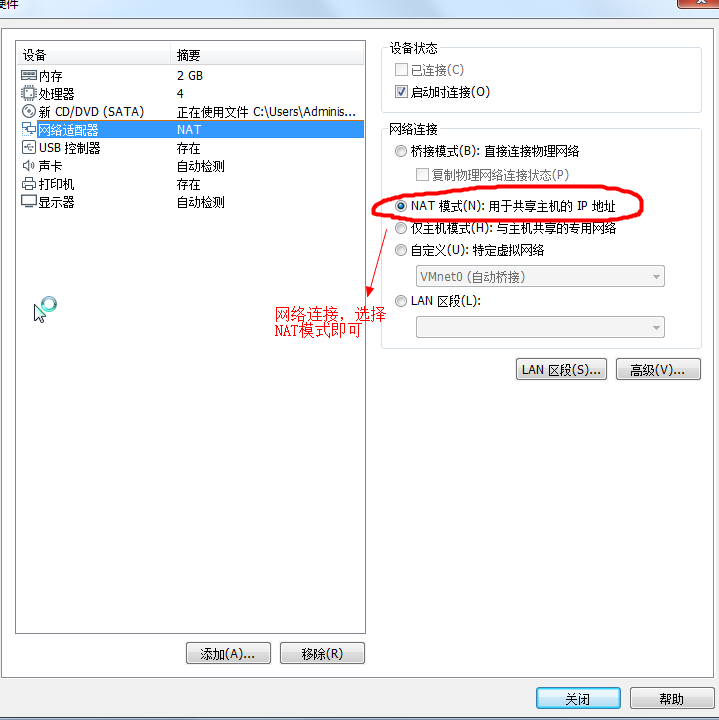 硬件
设备 摘要
内存 2 GB
处理器 4
新 CD/DVD (SATA) 正在使用文件 C:\Users\Adminis...
网络适配器 NAT
USB 控制器 存在
声卡 自动检测
打印机 存在
显示器 自动检测
添加(A)... 移除(R)
设备状态
已连接(C)
启动时连接(O)
网络连接
桥接模式(B): 直接连接物理网络
复制物理网络连接状态(P)
NAT 模式(N): 用于共享主机的 IP 地址
仅主机模式(H): 与主机共享的专用网络
自定义(U): 特定虚拟网络
VMnet0 (自动桥接)
LAN 区段(L):
网络连接，选择
NAT模式即可
LAN 区段(S)... 高级(V)...
关闭 帮助